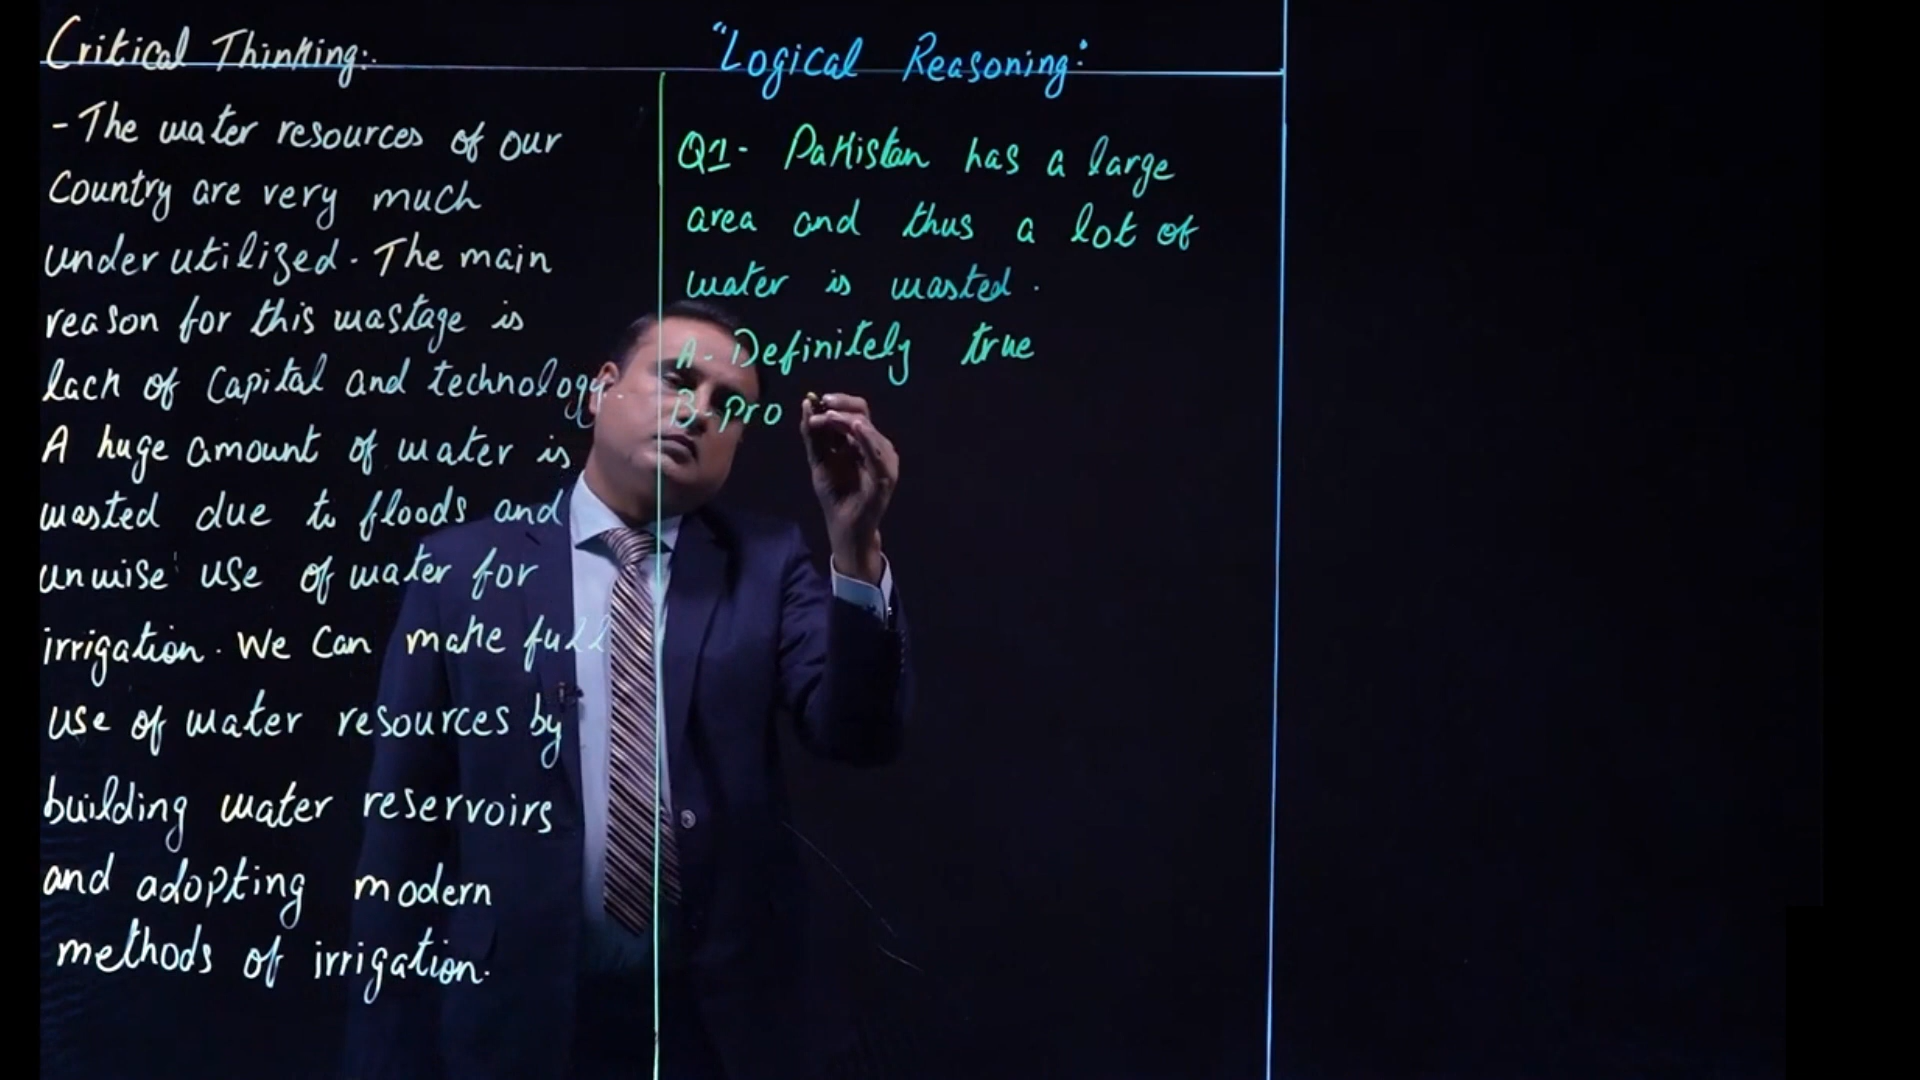 Critical Thinking:.
- The water resources of our
Country are very much
under utilized. The main
reason for this wastage is
lack of Capital and technology.
A huge amount of water is
wasted due to floods and
unwise use of water for
irrigation. We Can make full
use of water resources by
building water reservoirs
and adopting modern
methods of irrigation.
"Logical Reasoning:
Q1- Pakistan has a large
area and thus a lot of
water is wasted.
A- Definitely true
B- pro